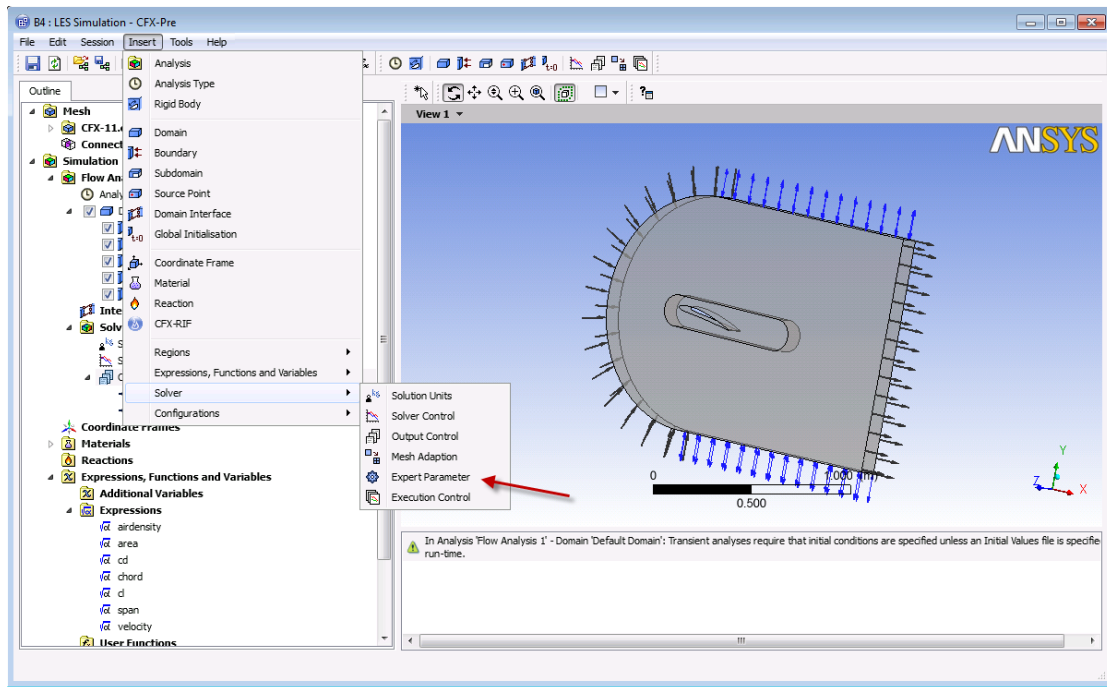 B4 : LES Simulation - CFX-Pre
File Edit Session Insert Tools Help
Outline
Mesh
CFX-11.
Connect
Simulation
Flow An
Analy
D
Inte
Solv
S
S
O
Coordinate Frames
Materials
Reactions
Expressions, Functions and Variables
Additional Variables
Expressions
airdensity
area
cd
chord
cl
span
velocity
User Functions
Analysis
Analysis Type
Rigid Body
Domain
Boundary
Subdomain
Source Point
Domain Interface
Global Initialisation
Coordinate Frame
Material
Reaction
CFX-RIF
Regions
Expressions, Functions and Variables
Solver
Configurations
Solution Units
Solver Control
Output Control
Mesh Adaption
Expert Parameter
Execution Control
View 1
ANSYS
0 1.000 (m)
0.500
Y
Z X
In Analysis 'Flow Analysis 1' - Domain 'Default Domain': Transient analyses require that initial conditions are specified unless an Initial Values file is specifie
run-time.